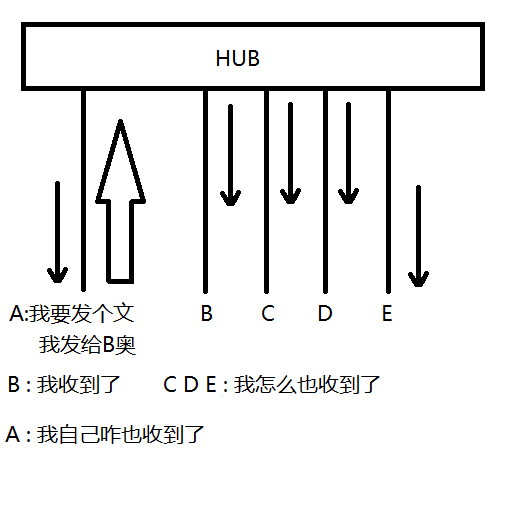 HUB
A:我要发个文
我发给B奥
B C D E
B : 我收到了 C D E : 我怎么也收到了
A : 我自己咋也收到了